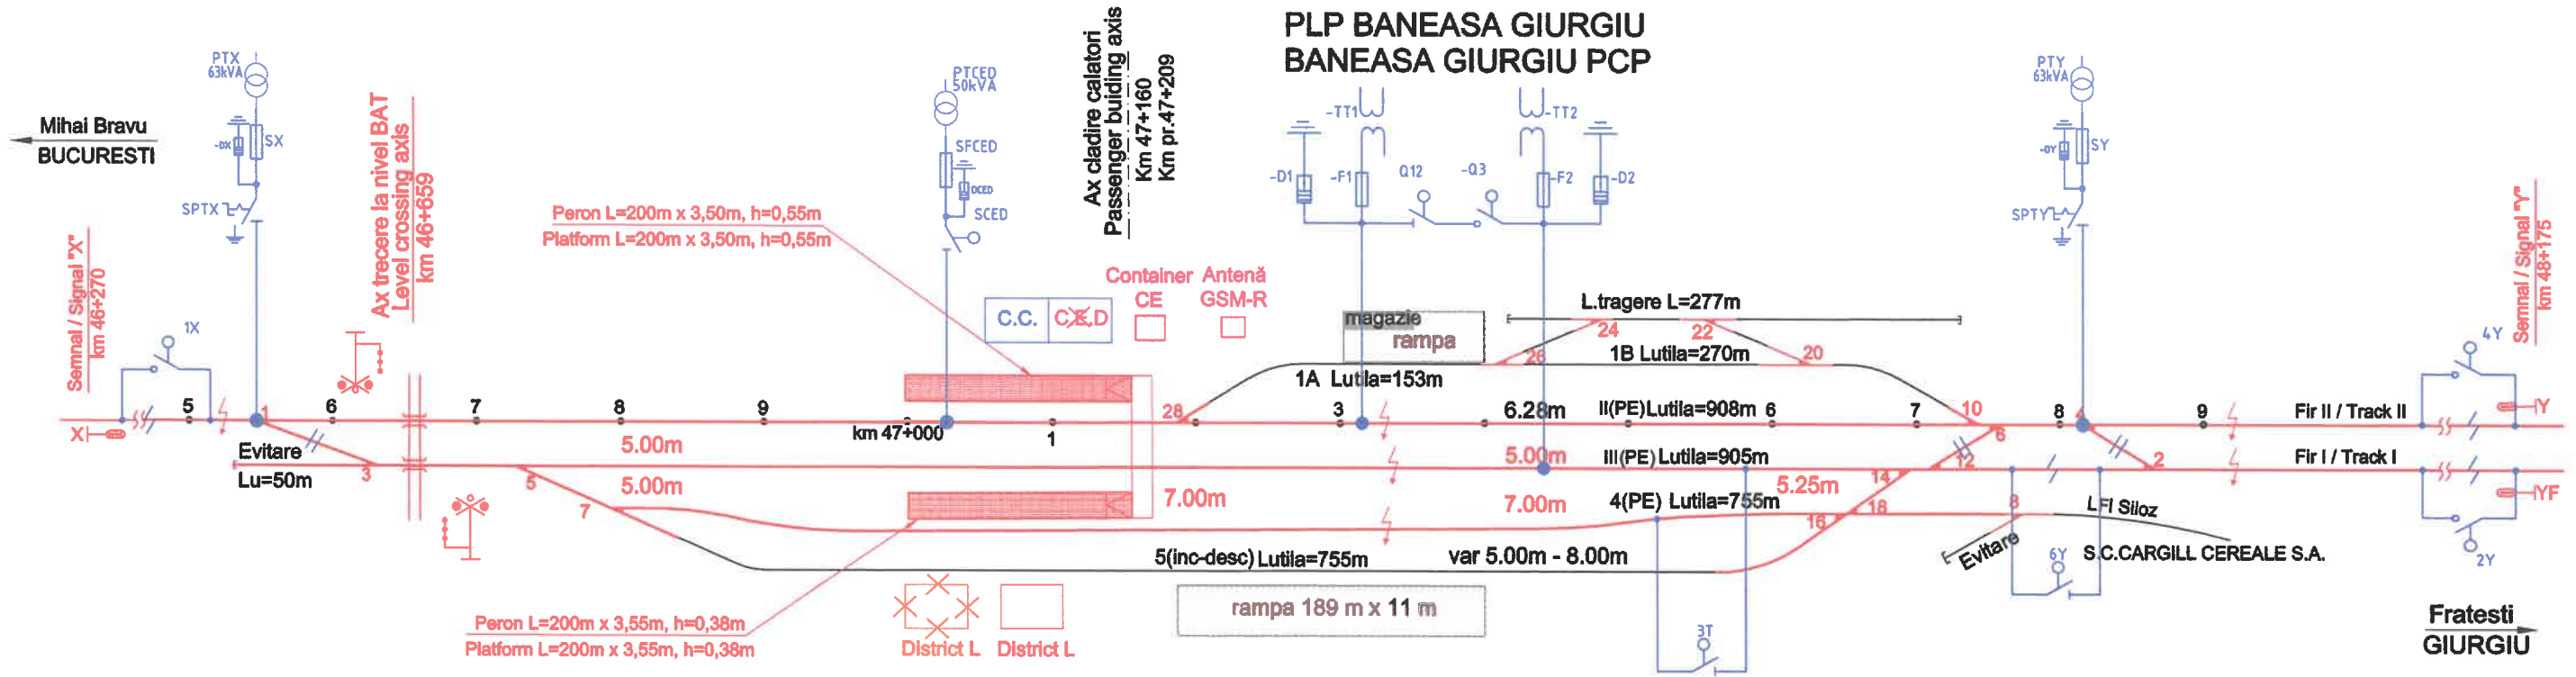 PLP BANEASA GIURGIU
BANEASA GIURGIU PCP
Mihai Bravu
BUCURESTI
PTX
63kVA
-DX
SX
SPTX
Ax trecere la nivel BAT
Level crossing axis
km 46+659
Semnal / Signal "X"
km 46+270
1X
PTCED
50kVA
SFCED
DCED
SCED
Ax cladire calatori
Passenger buiding axis
Km 47+160
Km pr.47+209
Peron L=200m x 3,50m, h=0,55m
Platform L=200m x 3,50m, h=0,55m
C.C.
C.E.D
Container
CE
Antenă
GSM-R
-TT1
-TT2
-D1
-F1
Q12
-Q3
-F2
-D2
PTY
63kVA
-DY
SY
SPTY
Semnal / Signal "Y"
km 48+175
4Y
magazie
rampa
L.tragere L=277m
24
22
26
1B Lutila=270m
20
1A Lutila=153m
5
1
6
7
8
9
km 47+000
1
28
3
6.28m
II(PE)Lutila=908m
6
7
10
8
4
9
Fir II / Track II
Y
X
Evitare
Lu=50m
3
5.00m
5
5.00m
7
7.00m
5.00m
7.00m
III(PE)Lutila=905m
6
12
14
5.25m
2
Fir I / Track I
YF
4(PE) Lutila=755m
16
18
8
LFI Siloz
Evitare
6Y
S.C.CARGILL CEREALE S.A.
2Y
5(inc-desc)Lutila=755m
var 5.00m - 8.00m
rampa 189 m x 11 m
3T
Peron L=200m x 3,55m, h=0,38m
Platform L=200m x 3,55m, h=0,38m
District L
District L
Fratesti
GIURGIU